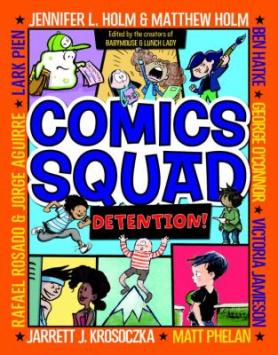 JENNIFER L. HOLM & MATTHEW HOLM
LARK PIEN
RAFAEL ROSADO & JORGE AGUIRRE
Edited by the creators of
BABYMOUSE & LUNCH LADY
COMICS
SQUAD
DETENTION!
BEN HATKE
GEORGE O'CONNOR
VICTORIA JAMIESON
JARRETT J. KROSOCZKA
MATT PHELAN